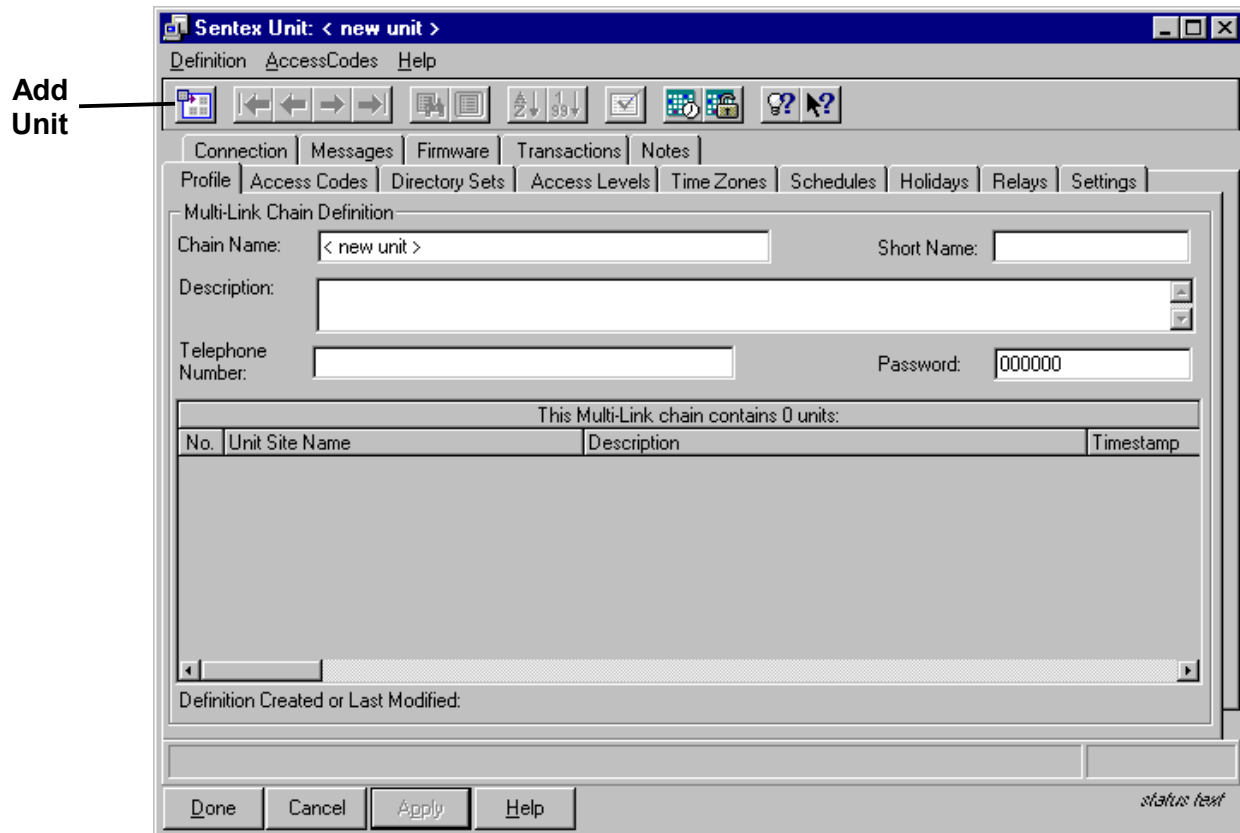 Sentex Unit: < new unit >
Definition AccessCodes Help
Add
Unit
Connection Messages Firmware Transactions Notes
Profile Access Codes Directory Sets Access Levels Time Zones Schedules Holidays Relays Settings
Multi-Link Chain Definition
Chain Name: < new unit > Short Name:
Description:
Telephone
Number:
Password: 000000
This Multi-Link chain contains 0 units:
No. Unit Site Name Description Timestamp
Definition Created or Last Modified:
Done Cancel Apply Help
status text